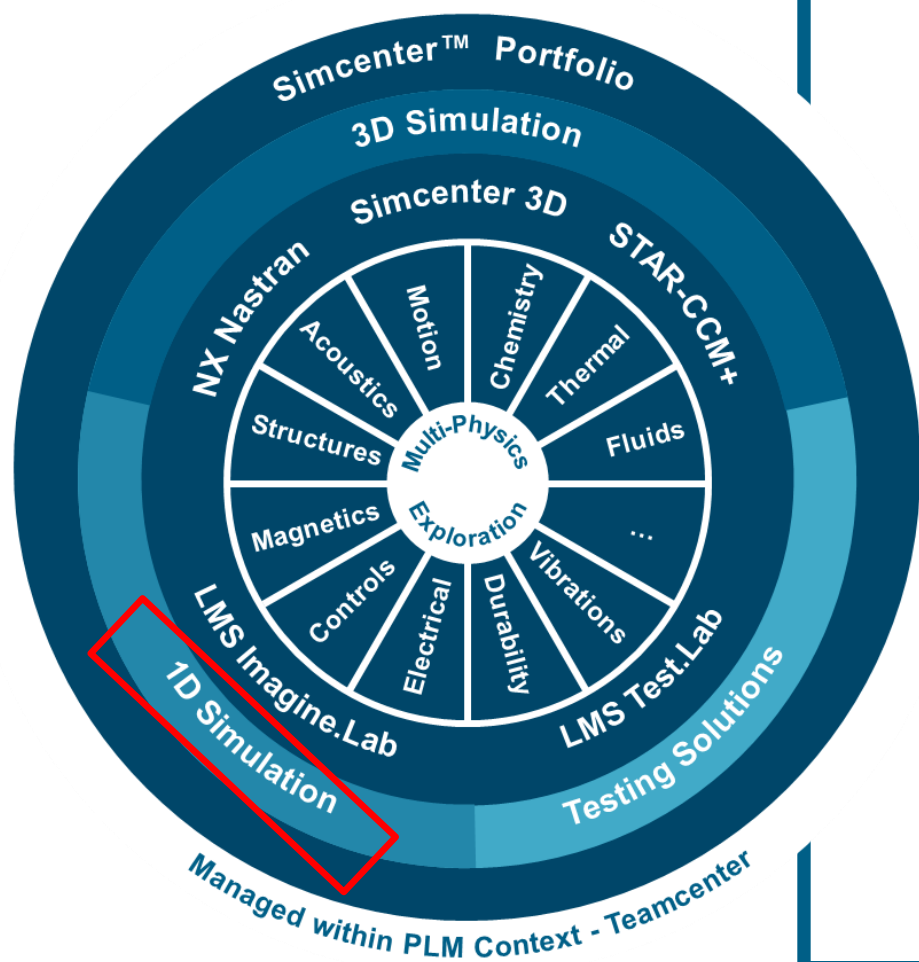 Simcenter™ Portfolio
3D Simulation
Simcenter 3D
NX Nastran
STAR-CCM+
Motion
Chemistry
Acoustics
Thermal
Structures
Fluids
Multi-Physics
Exploration
Magnetics
...
Controls
Vibrations
Electrical
Durability
LMS Imagine.Lab
LMS Test.Lab
1D Simulation
Testing Solutions
Managed within PLM Context - Teamcenter